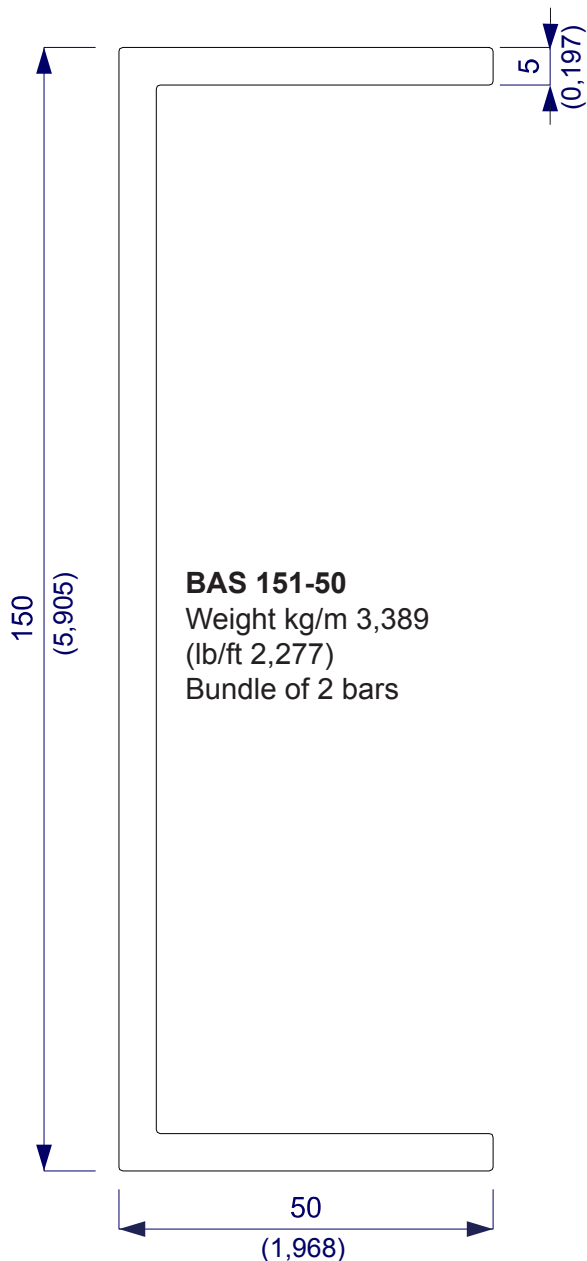 5
(0,197)
150
(5,905)
BAS 151-50
Weight kg/m 3,389
(lb/ft 2,277)
Bundle of 2 bars
50
(1,968)